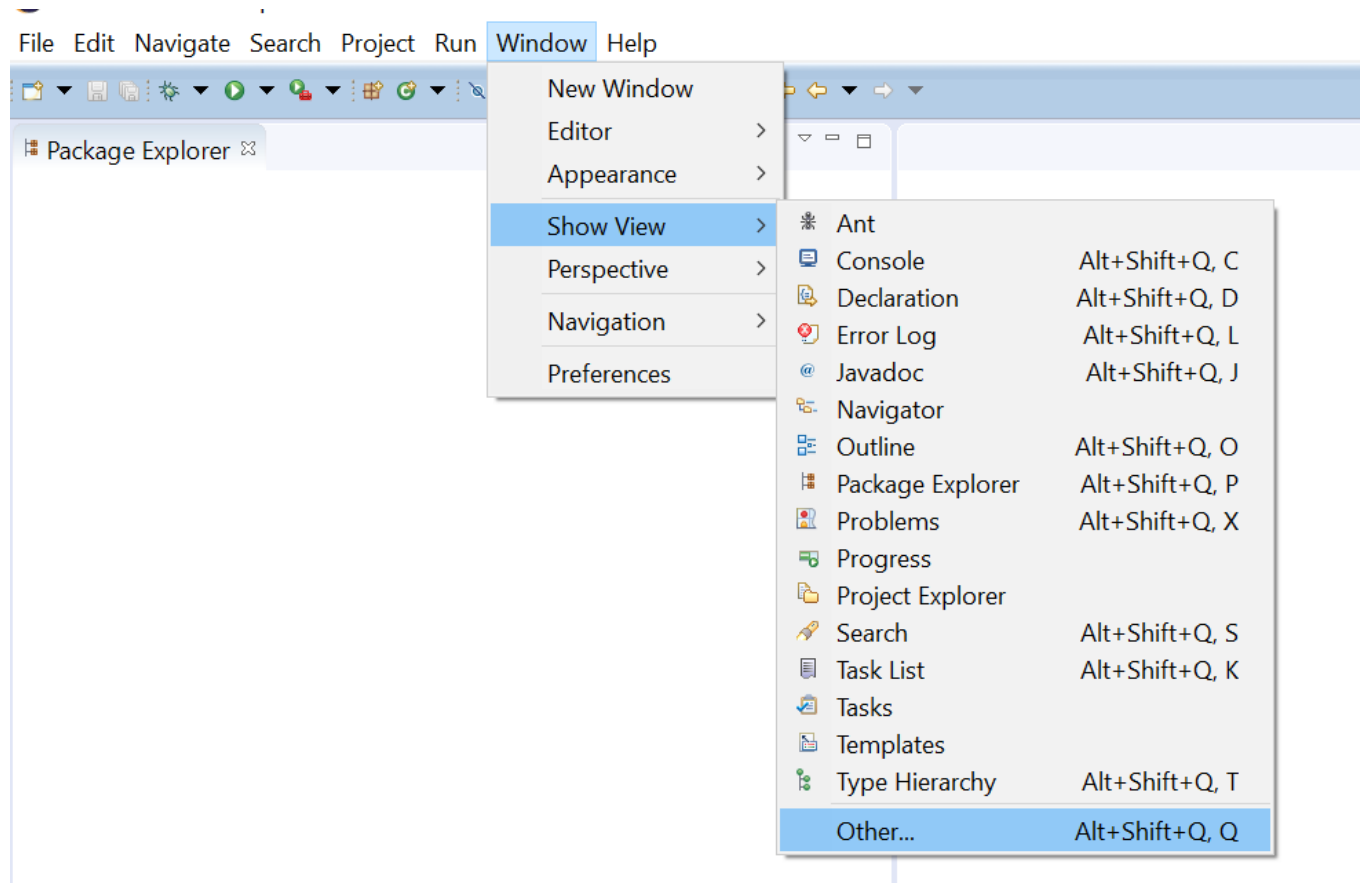 File Edit Navigate Search Project Run Window Help
New Window
Editor
Appearance
Show View
Perspective
Navigation
Preferences
Package Explorer
Ant
Console Alt+Shift+Q, C
Declaration Alt+Shift+Q, D
Error Log Alt+Shift+Q, L
Javadoc Alt+Shift+Q, J
Navigator
Outline Alt+Shift+Q, O
Package Explorer Alt+Shift+Q, P
Problems Alt+Shift+Q, X
Progress
Project Explorer
Search Alt+Shift+Q, S
Task List Alt+Shift+Q, K
Tasks
Templates
Type Hierarchy Alt+Shift+Q, T
Other... Alt+Shift+Q, Q